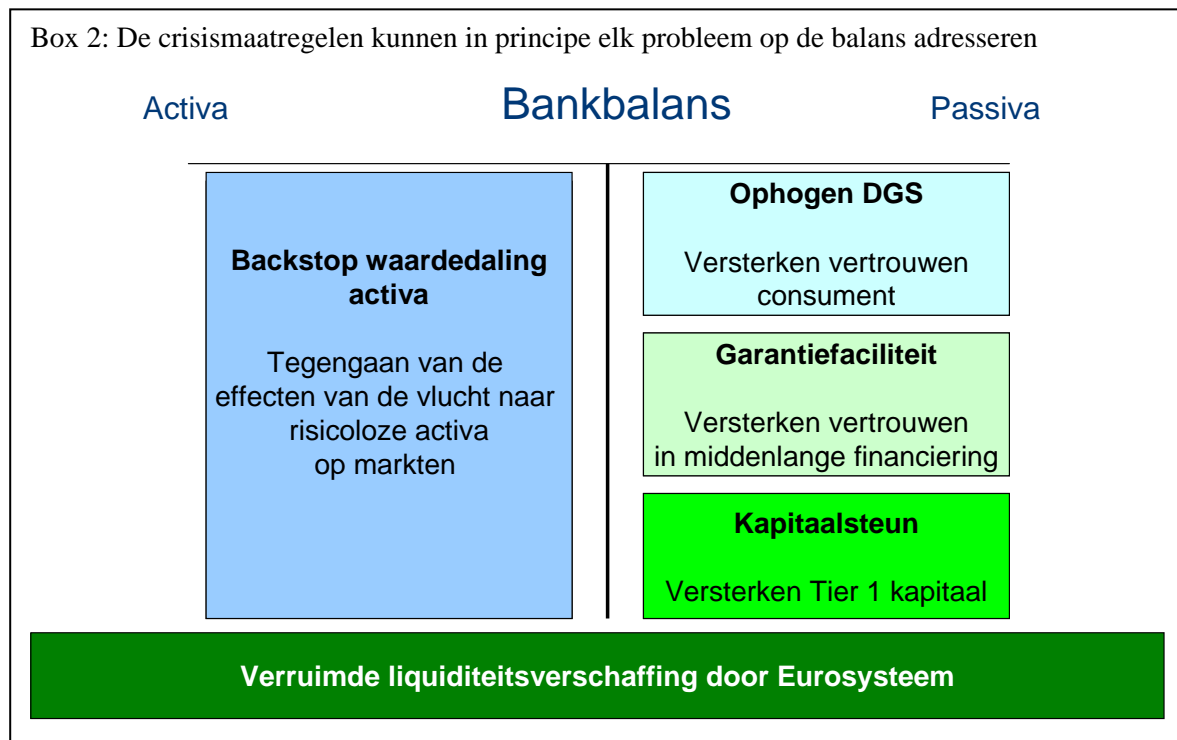 Box 2: De crisismaatregelen kunnen in principe elk probleem op de balans adresseren
Activa
Bankbalans
Passiva
Backstop waardedaling
activa
Tegengaan van de
effecten van de vlucht naar
risicoloze activa
op markten
Ophogen DGS
Versterken vertrouwen
consument
Garantiefaciliteit
Versterken vertrouwen
in middenlange financiering
Kapitaalsteun
Versterken Tier 1 kapitaal
Verruimde liquiditeitsverschaffing door Eurosysteem